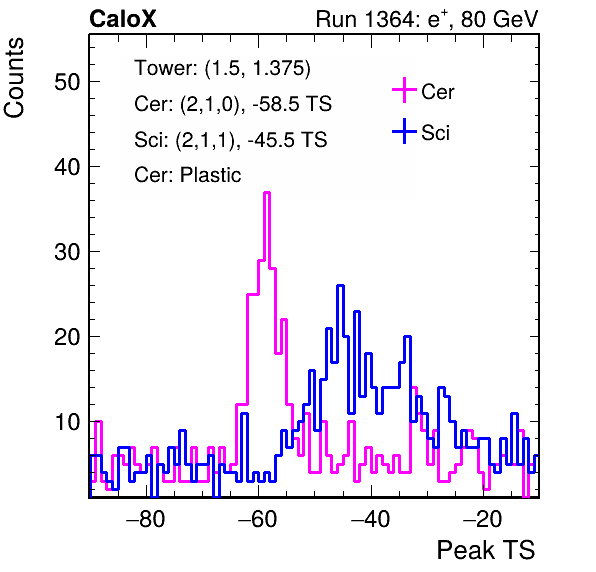 CaloX Run 1364: e⁺, 80 GeV
Counts
Tower: (1.5, 1.375)
Cer: (2,1,0), -58.5 TS
Sci: (2,1,1), -45.5 TS
Cer: Plastic
Cer
Sci
50
40
30
20
10
−80 −60 −40 −20
Peak TS